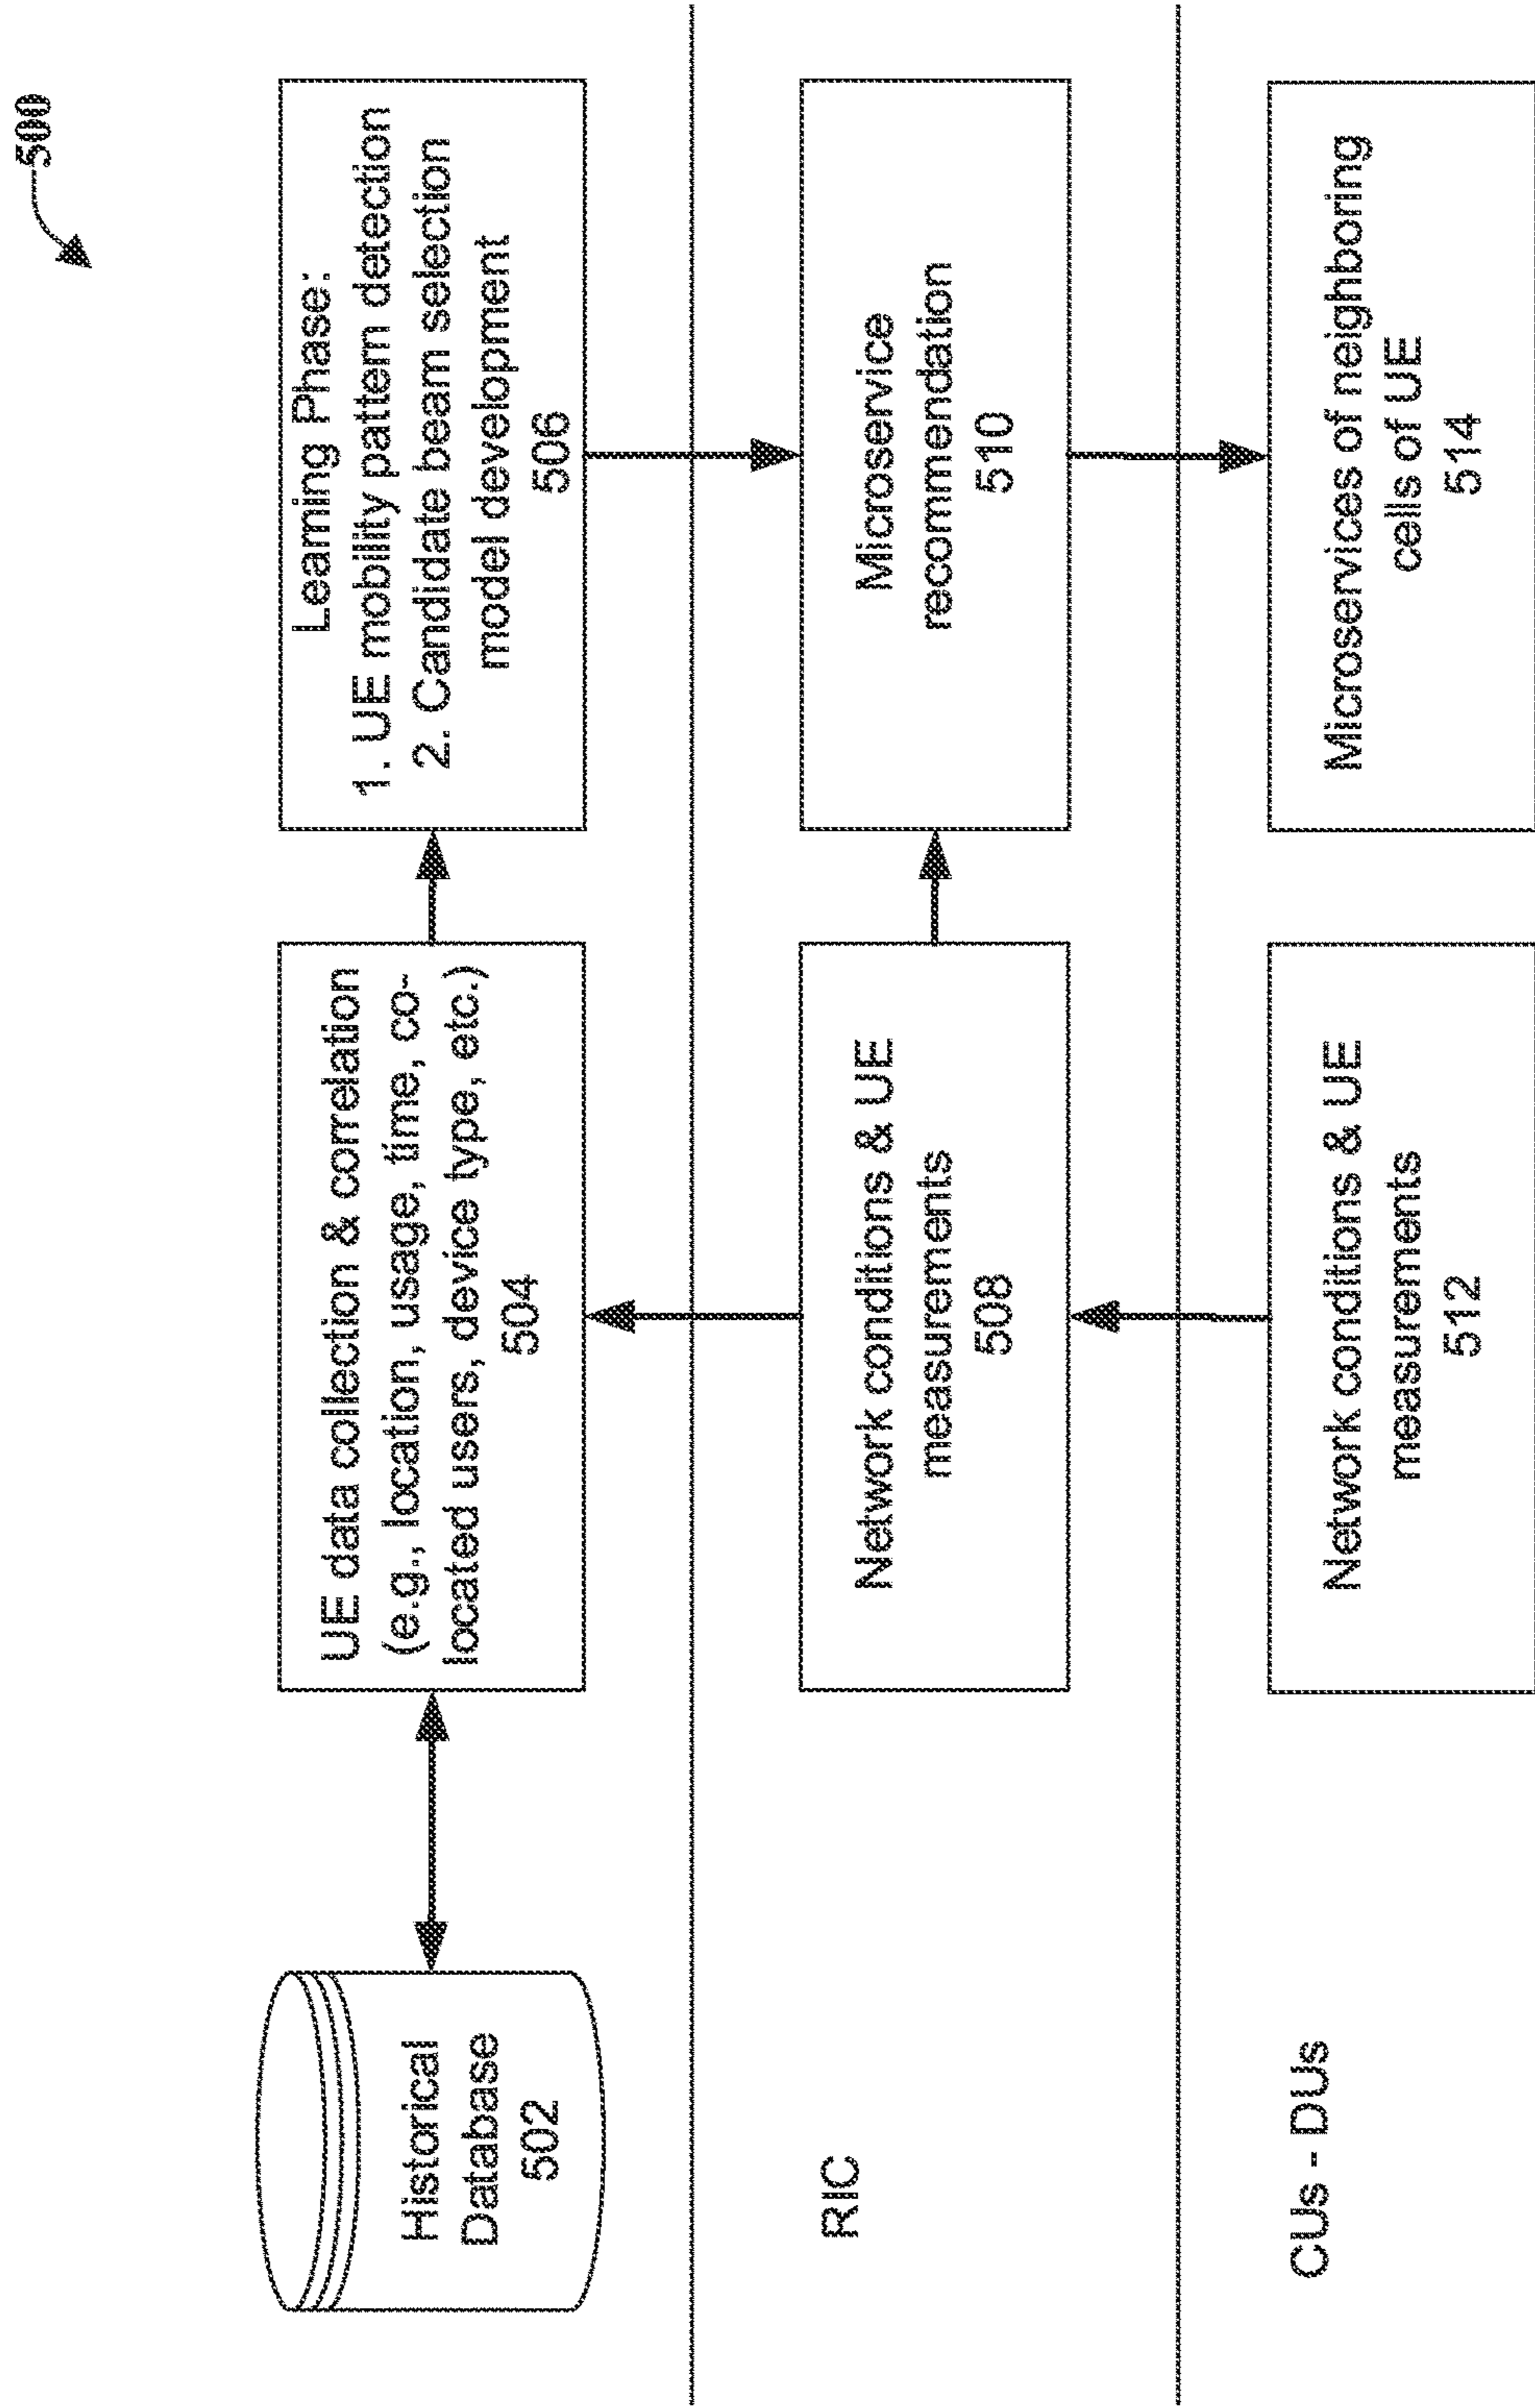 500
Historical
Database
502
UE data collection & correlation
(e.g., location, usage, time, co-
located users, device type, etc.)
504
Learning Phase:
1. UE mobility pattern detection
2. Candidate beam selection
model development
506
RIC
Network conditions & UE
measurements
508
Microservice
recommendation
510
CUs - DUs
Network conditions & UE
measurements
512
Microservices of neighboring
cells of UE
514